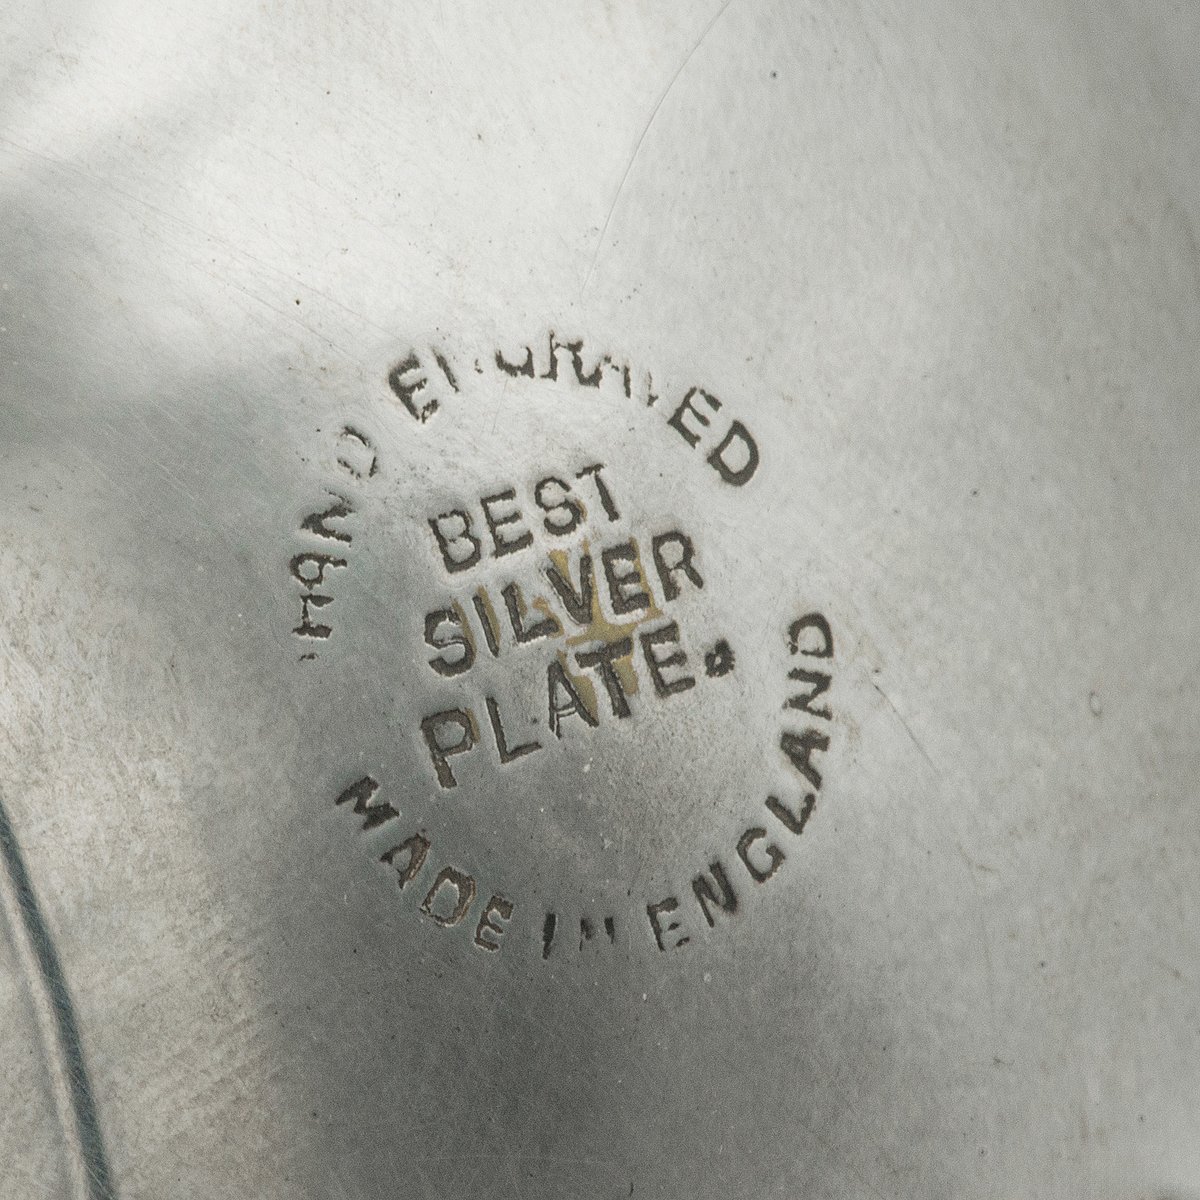 HAND ENGRAVED
BEST
SILVER
PLATE.
MADE IN ENGLAND